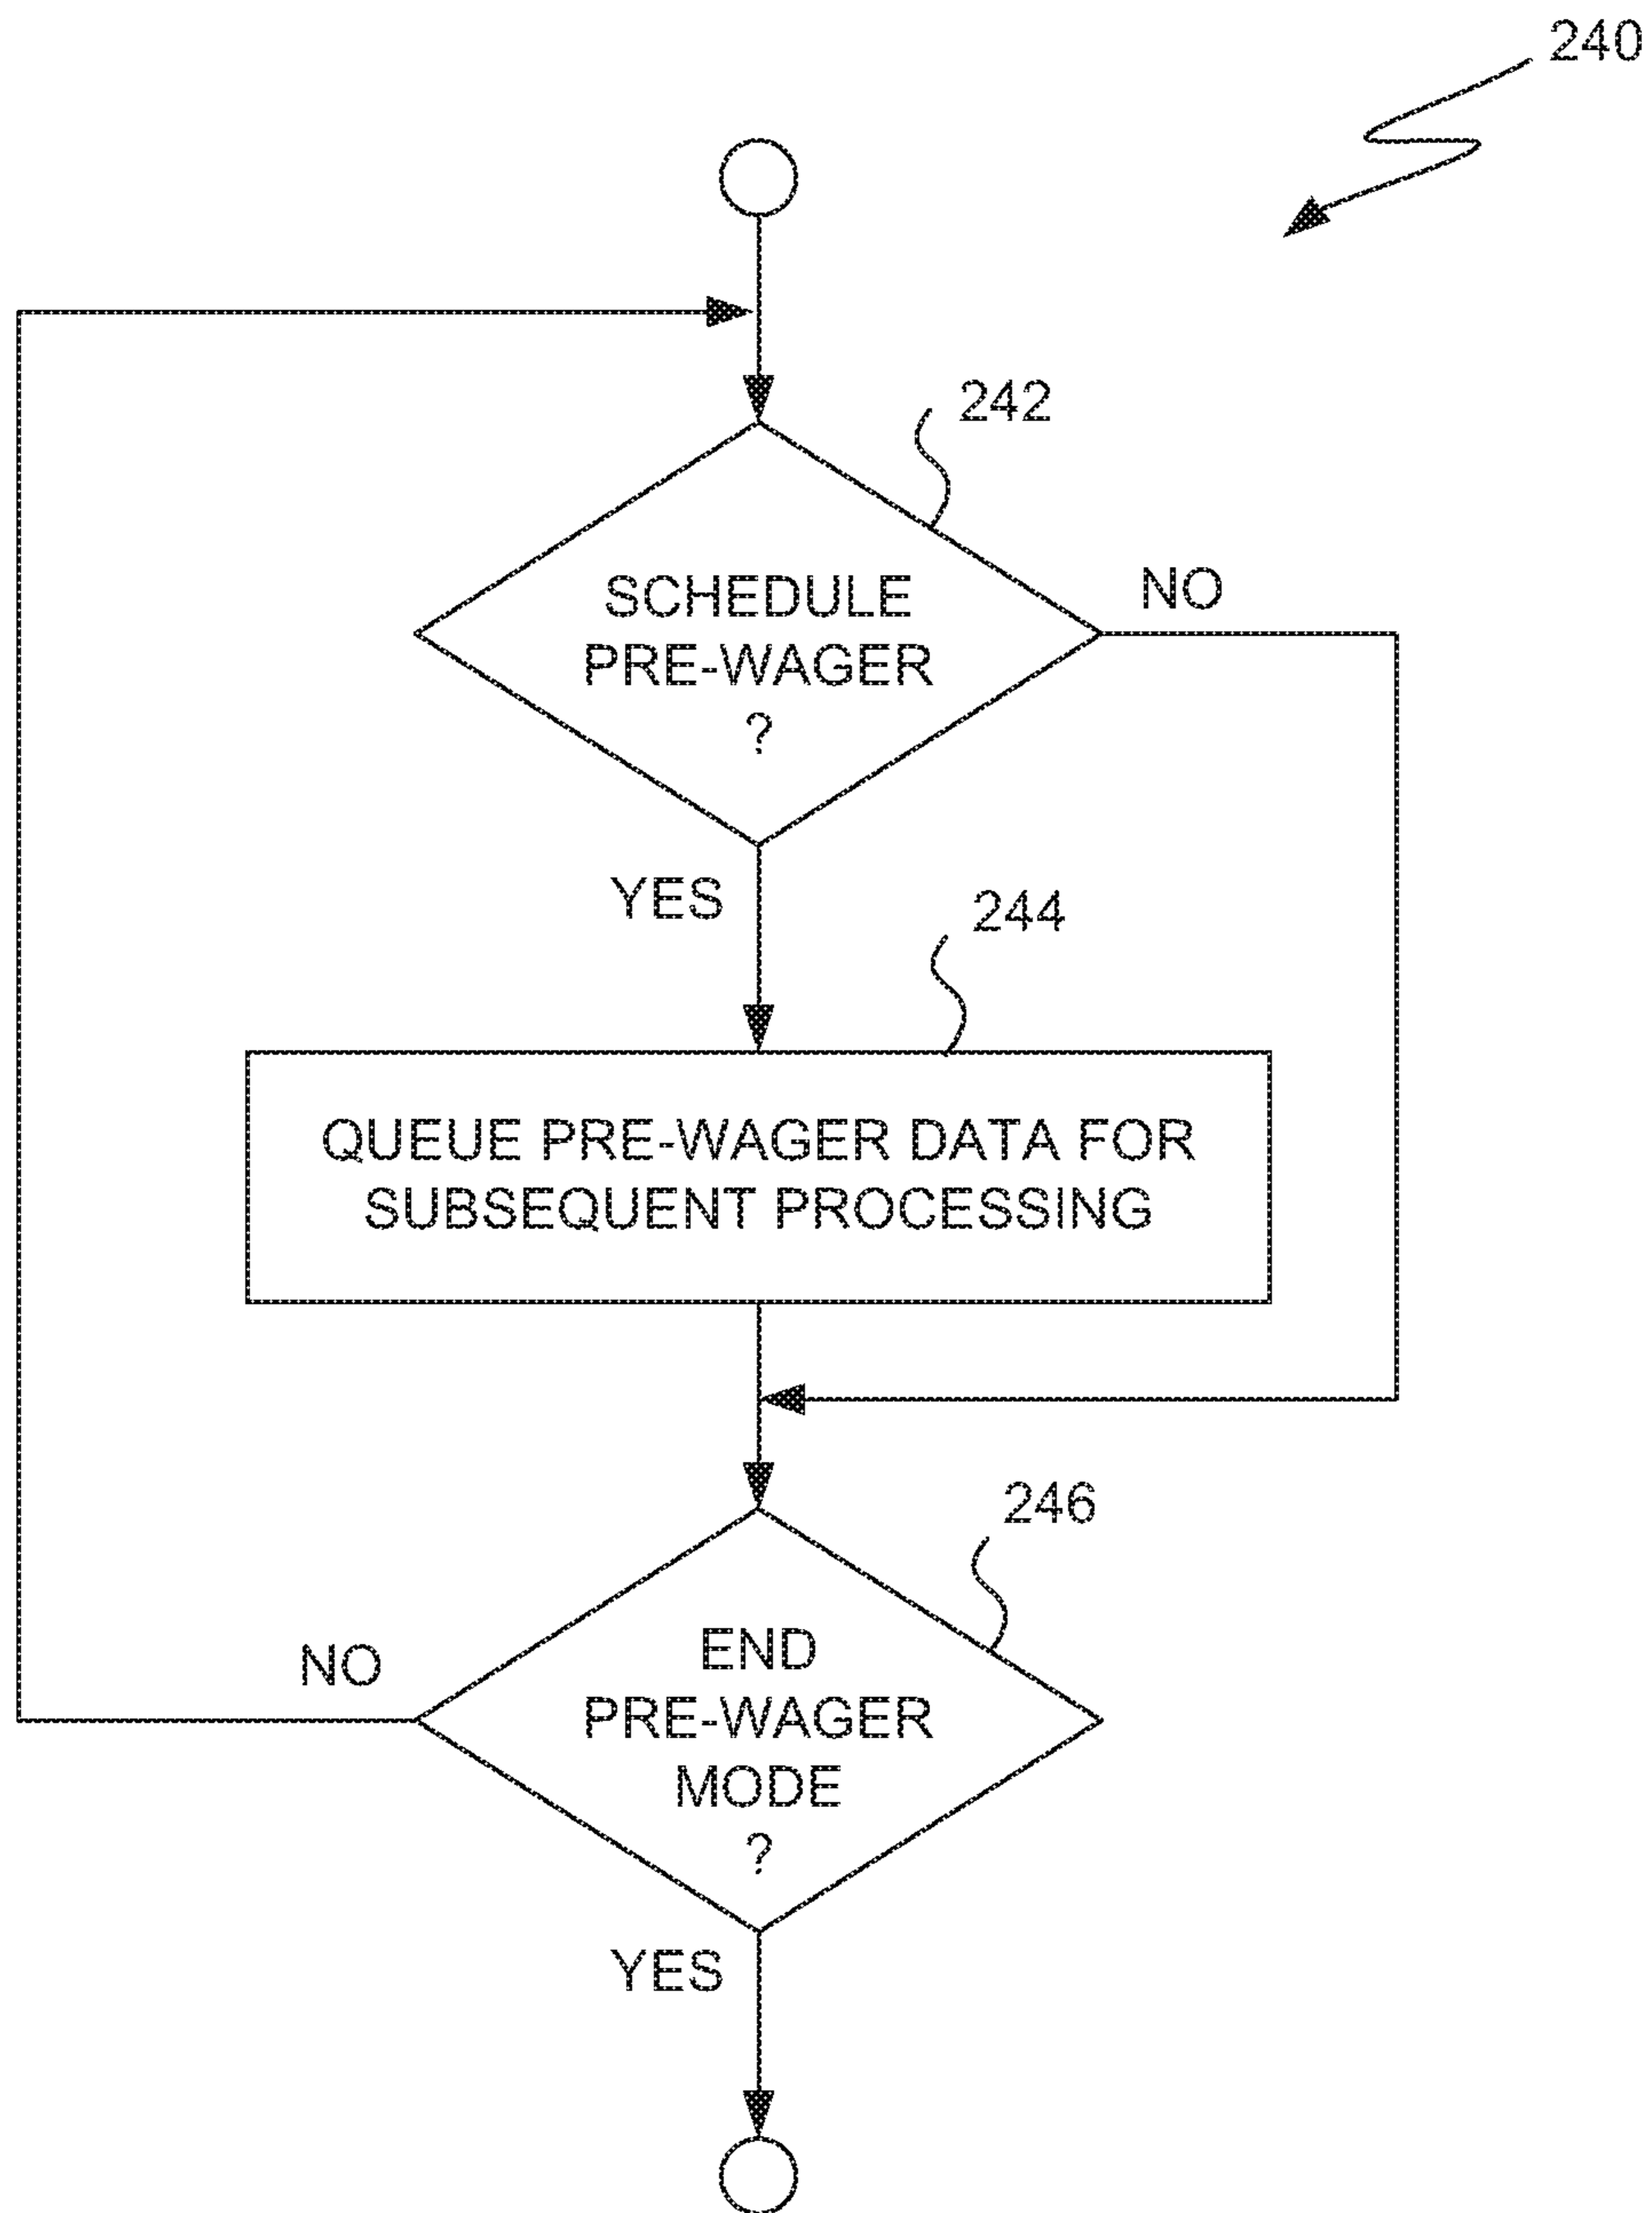 240
242
SCHEDULE
PRE-WAGER
?
NO
YES
244
QUEUE PRE-WAGER DATA FOR
SUBSEQUENT PROCESSING
246
END
PRE-WAGER
MODE
?
NO
YES